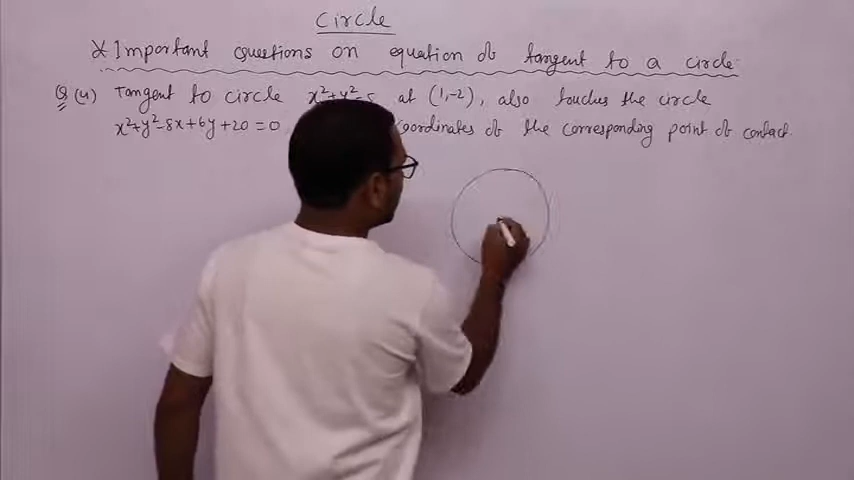 Circle
* Important questions on equation of tangent to a circle
Q (4) Tangent to circle x²+y²=5 at (1,-2), also touches the circle
x²+y²-8x+6y+20=0 coordinates of the corresponding point of contact.